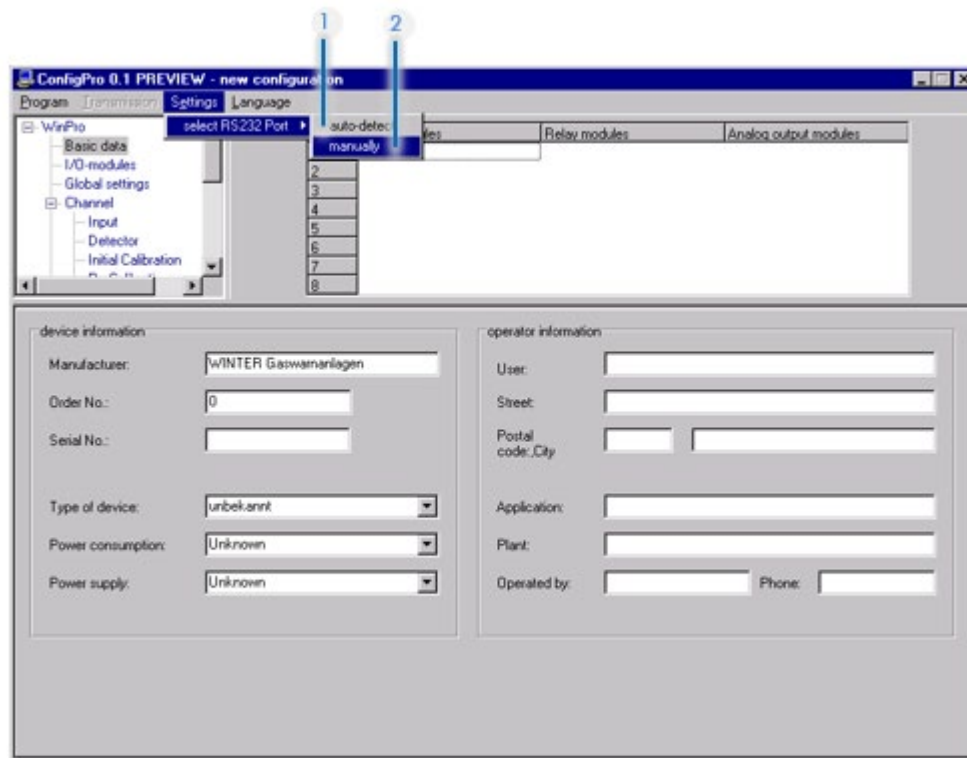 1 2
ConfigPro 0.1 PREVIEW - new configuration
Program Transmission Settings Language
select RS232 Port auto-detect
manually
WinPro
Basic data
I/O-modules
Global settings
Channel
Input
Detector
Initial Calibration
Relay modules Analog output modules
2
3
4
5
6
7
8
device information
Manufacturer: WINTER Gaswarnanlagen
Order No.: 0
Serial No.:
Type of device: unbekannt
Power consumption: Unknown
Power supply: Unknown
operator information
User:
Street:
Postal
code:,City
Application:
Plant:
Operated by: Phone: